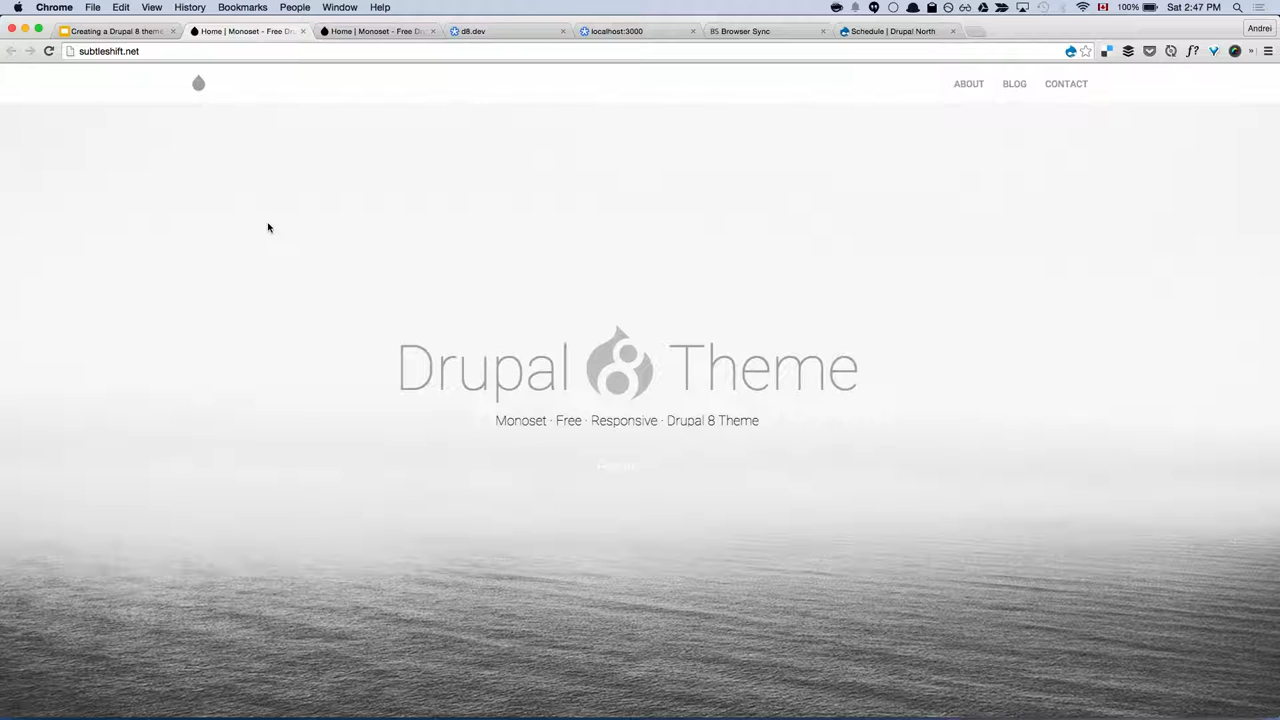 Chrome File Edit View History Bookmarks People Window Help 100% Sat 2:47 PM
Creating a Drupal 8 theme Home | Monoset - Free Dr Home | Monoset - Free Dr d8.dev localhost:3000 BS Browser Sync Schedule | Drupal North Andrei
subtleshift.net f? »
ABOUT BLOG CONTACT
Drupal 8 Theme
Monoset · Free · Responsive · Drupal 8 Theme